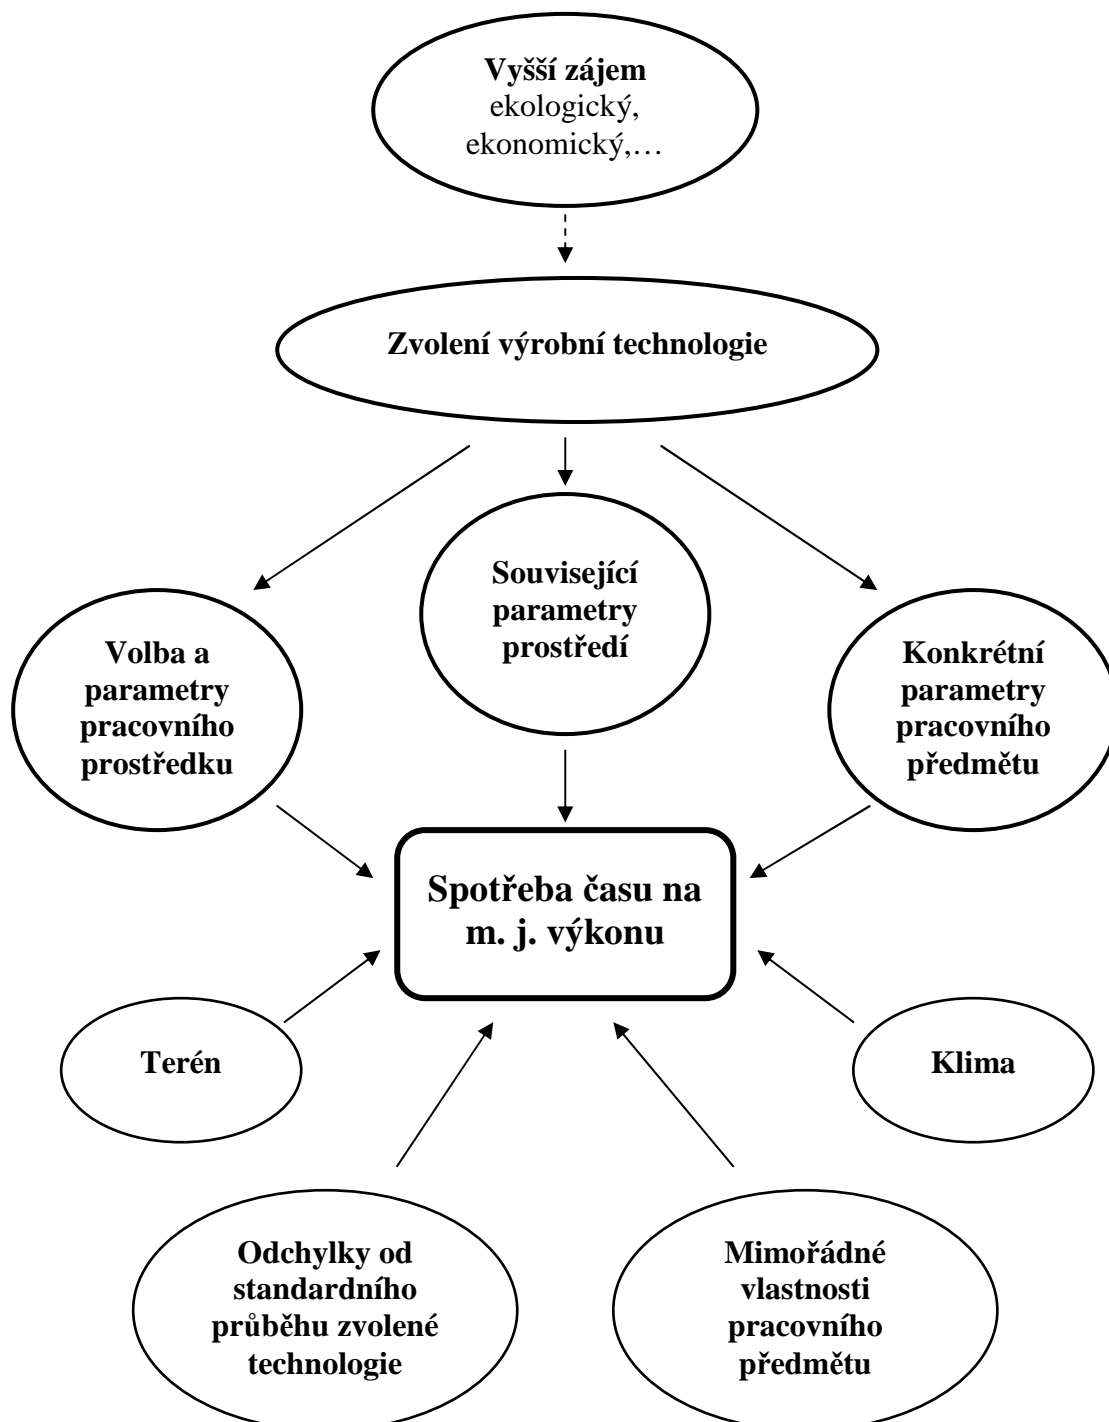 Vyšší zájem
ekologický,
ekonomický,…
Zvolení výrobní technologie
Související
parametry
prostředí
Volba a
parametry
pracovního
prostředku
Konkrétní
parametry
pracovního
předmětu
Spotřeba času na
m. j. výkonu
Terén
Klima
Odchylky od
standardního
průběhu zvolené
technologie
Mimořádné
vlastnosti
pracovního
předmětu